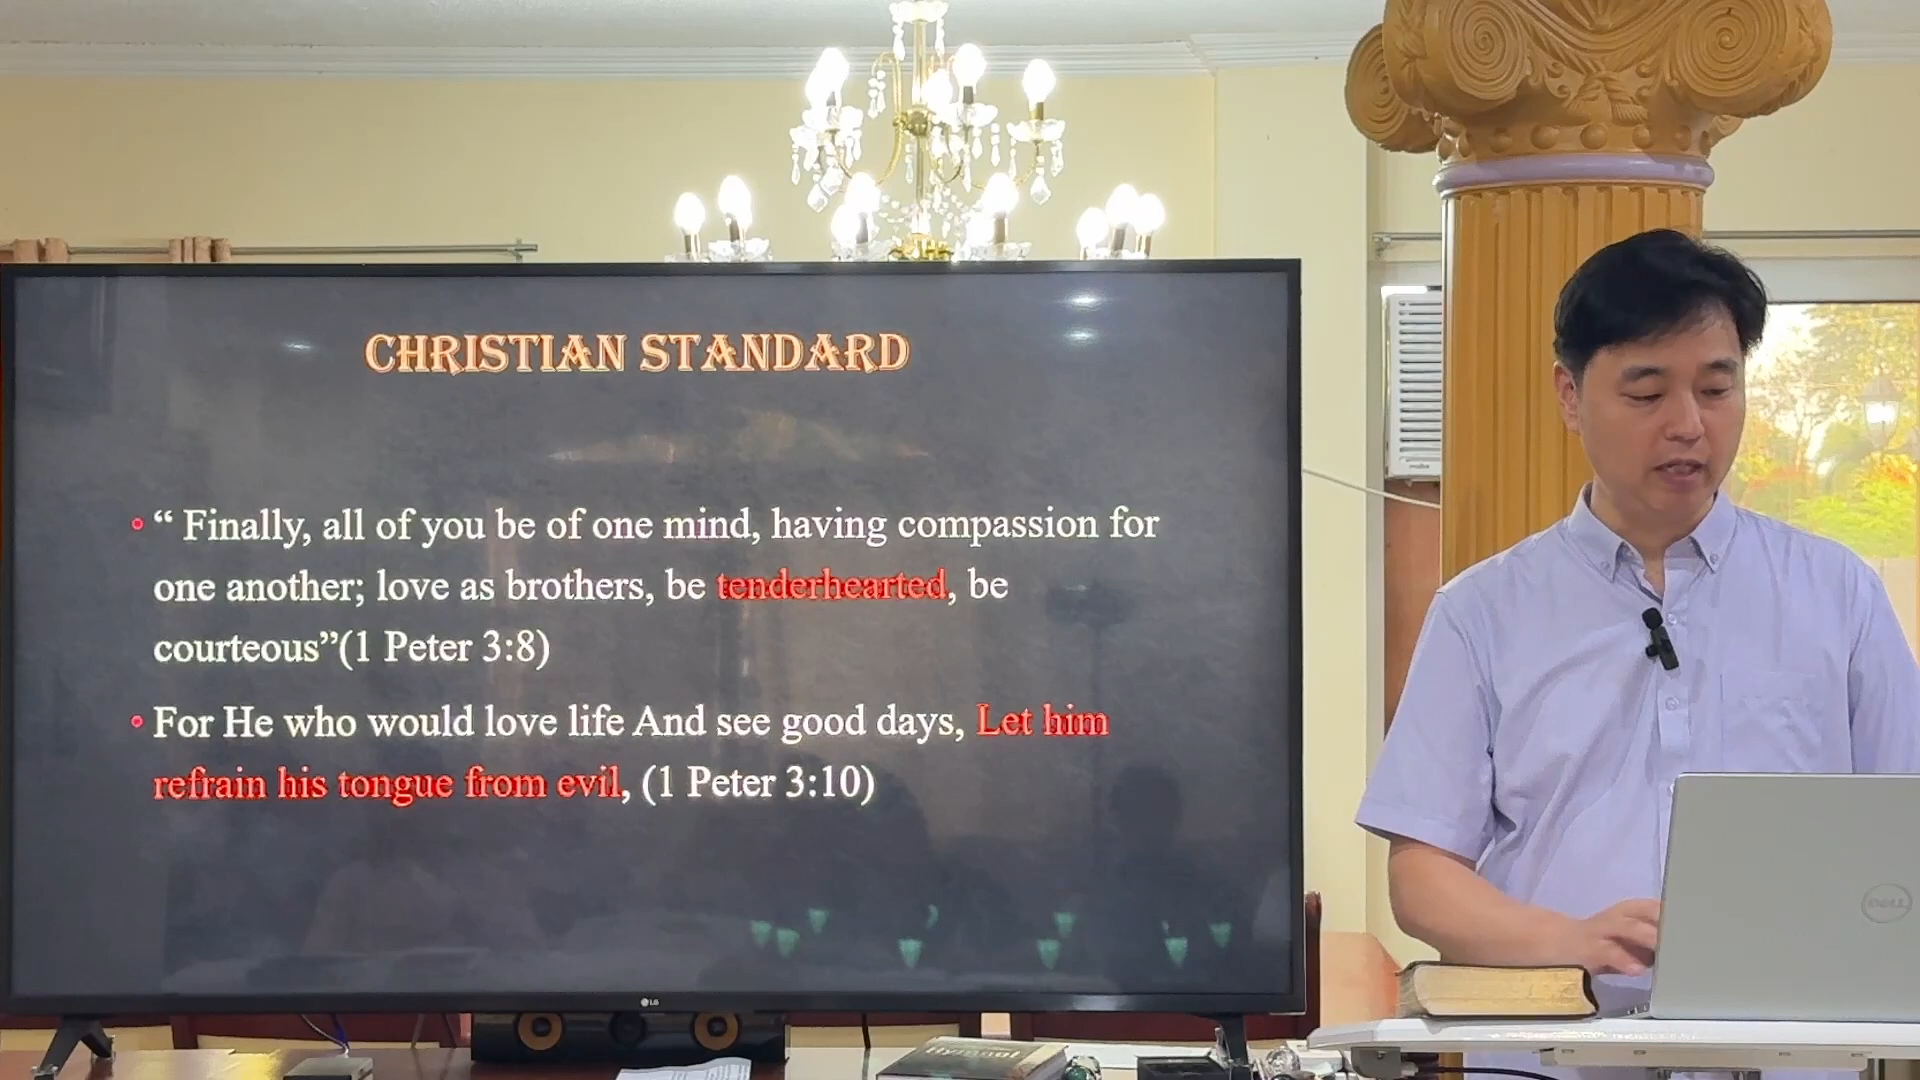 CHRISTIAN STANDARD
• “ Finally, all of you be of one mind, having compassion for
one another; love as brothers, be tenderhearted, be
courteous”(1 Peter 3:8)
• For He who would love life And see good days, Let him
refrain his tongue from evil, (1 Peter 3:10)
LG
DELL
Hymnal